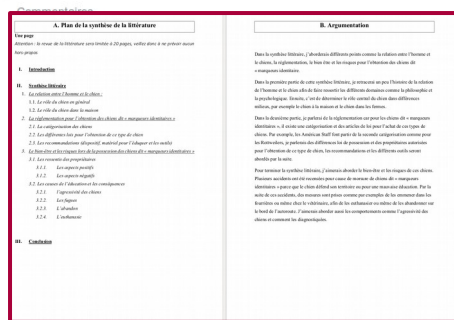 Commentaires
A. Plan de la synthèse de la littérature
Une page
Attention : la revue de la littérature sera limitée à 20 pages, veillez donc à ne prévoir aucun
hors-propos
I. Introduction
II. Synthèse littéraire
1. La relation entre l'homme et le chien :
1.1. Le rôle du chien en général
1.2. Le rôle du chien dans la maison
2. La réglementation pour l'obtention des chiens dit « marqueurs identitaires »
2.1. La catégorisation des chiens
2.2. Les différentes lois pour l'obtention de ce type de chien
2.3. Les recommandations (dispositif, matériel pour l'éduquer et les outils)
3. Le bien-être et les risques lors de la possession des chiens dit « marqueurs identitaires »
3.1. Les ressentis des propriétaires
3.1.1 Les aspects positifs
3.1.2 Les aspects négatifs
3.2. Les causes de l'éducation et les conséquences
3.2.1 L'agressivité des chiens
3.2.2 Les fugues
3.2.3 L'abandon
3.2.4 L'euthanasie
III. Conclusion
B. Argumentation
Dans la synthèse littéraire, j'aborderais différents points comme la relation entre l'homme et
le chien, la réglementation, le bien-être et les risques pour l'obtention des chiens dit
« marqueurs identitaire.
Dans la première partie de cette synthèse littéraire, je retracerai un peu l'histoire de la relation
de l'homme et le chien afin de faire ressortir les différents domaines comme la philosophie et
la psychologique. Ensuite, c'est de déterminer le rôle central du chien dans différents
milieux, par exemple le chien à la maison et le chien dans les fermes.
Dans la deuxième partie, je parlerai de la réglementation sur pour les chiens dit « marqueurs
identitaires ». Il existe une catégorisation et des articles de loi pour l'achat de ces types de
chiens. Par exemple, les Américan Staff font partie de la seconde catégorisation comme pour
les Rottweilers, je parlerais des différentes lois de possession et des propriétaires autorisés
pour l'obtention de ce type de chien, les recommandations et les différents outils seront
abordés par la suite.
Pour terminer la synthèse littéraire, j'aimerais aborder le bien-être et les risques de ces chiens.
Plusieurs accidents ont été reconnus pour cause de morsure de chiens dit « marqueurs
identitaires » parce que le chien défend son territoire ou pour une mauvaise éducation. Par la
suite de ces accidents, des mesures sont prises comme par exemples de les emmener dans les
fourrières ou même chez le vétérinaire, afin de les euthanasier ou même de les abandonner sur
le bord de l'autoroute. J'aimerais aborder aussi les comportements comme l'agressivité des
chiens et comment les diagnostiquées.